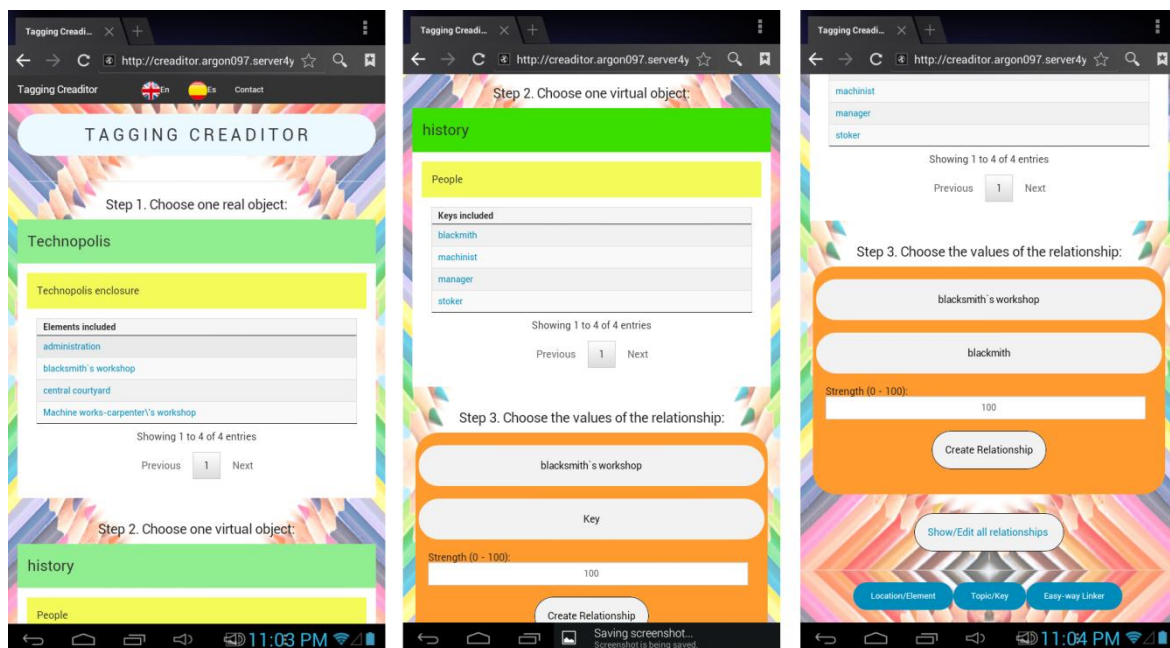 Tagging Creadi...
http://creaditor.argon097.server4y
Tagging Creaditor En Es Contact
TAGGING CREADITOR
Step 1. Choose one real object:
Technopolis
Technopolis enclosure
Elements included
administration
blacksmith`s workshop
central courtyard
Machine works-carpenter\'s workshop
Showing 1 to 4 of 4 entries
Previous 1 Next
Step 2. Choose one virtual object:
history
People
11:03 PM
Tagging Creadi...
http://creaditor.argon097.server4y
Step 2. Choose one virtual object:
history
People
Keys included
blackmith
machinist
manager
stoker
Showing 1 to 4 of 4 entries
Previous 1 Next
Step 3. Choose the values of the relationship:
blacksmith`s workshop
Key
Strength (0 - 100):
100
Create Relationship
Saving screenshot...
Screenshot is being saved.
Tagging Creadi...
http://creaditor.argon097.server4y
machinist
manager
stoker
Showing 1 to 4 of 4 entries
Previous 1 Next
Step 3. Choose the values of the relationship:
blacksmith`s workshop
blackmith
Strength (0 - 100):
100
Create Relationship
Show/Edit all relationships
Location/Element Topic/Key Easy-way Linker
11:04 PM